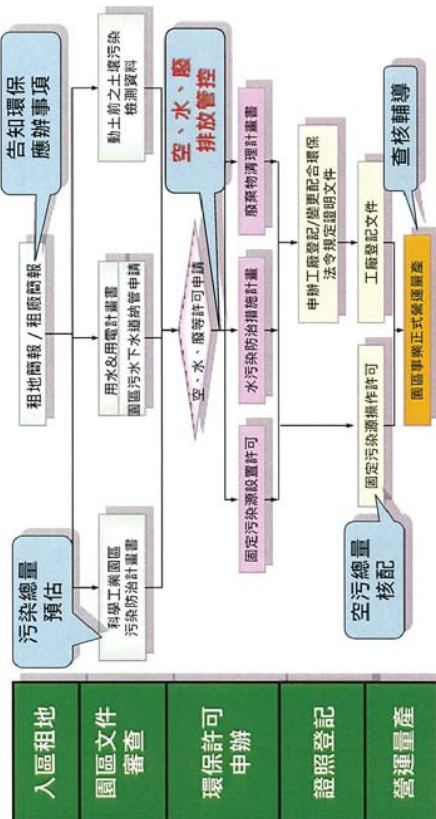 入區租地
園區文件
審查
環保許可
申辦
證照登記
營運量產
告知環保
應辦事項
租地簡報 / 租廠簡報
污染總量
預估
科學工業園區
污染防治計畫書
用水&用電計畫書
園區污水下水道納管申請
動土前之土壤污染
檢測資料
空、水、廢
排放管控
空、水、廢等許可申請
固定污染源設置許可
水污染防治措施計畫
廢棄物清理計畫書
申辦工廠登記/變更配合環保
法令規定證明文件
空污總量
核配
固定污染源操作許可
工廠登記文件
查核輔導
園區事業正式營運量產